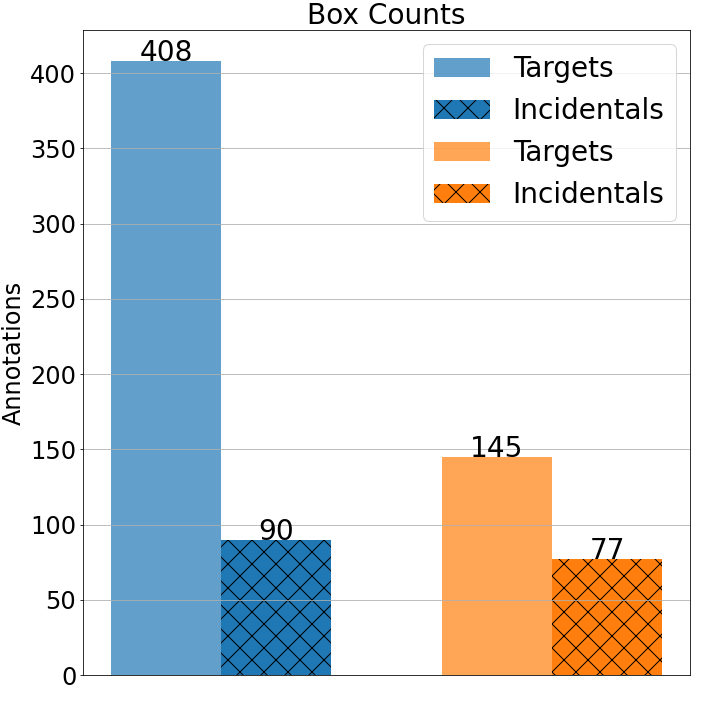 Box Counts
408
Targets
Incidentals
Targets
Incidentals
400
350
300
250
200
150
100
50
0
Annotations
90
145
77